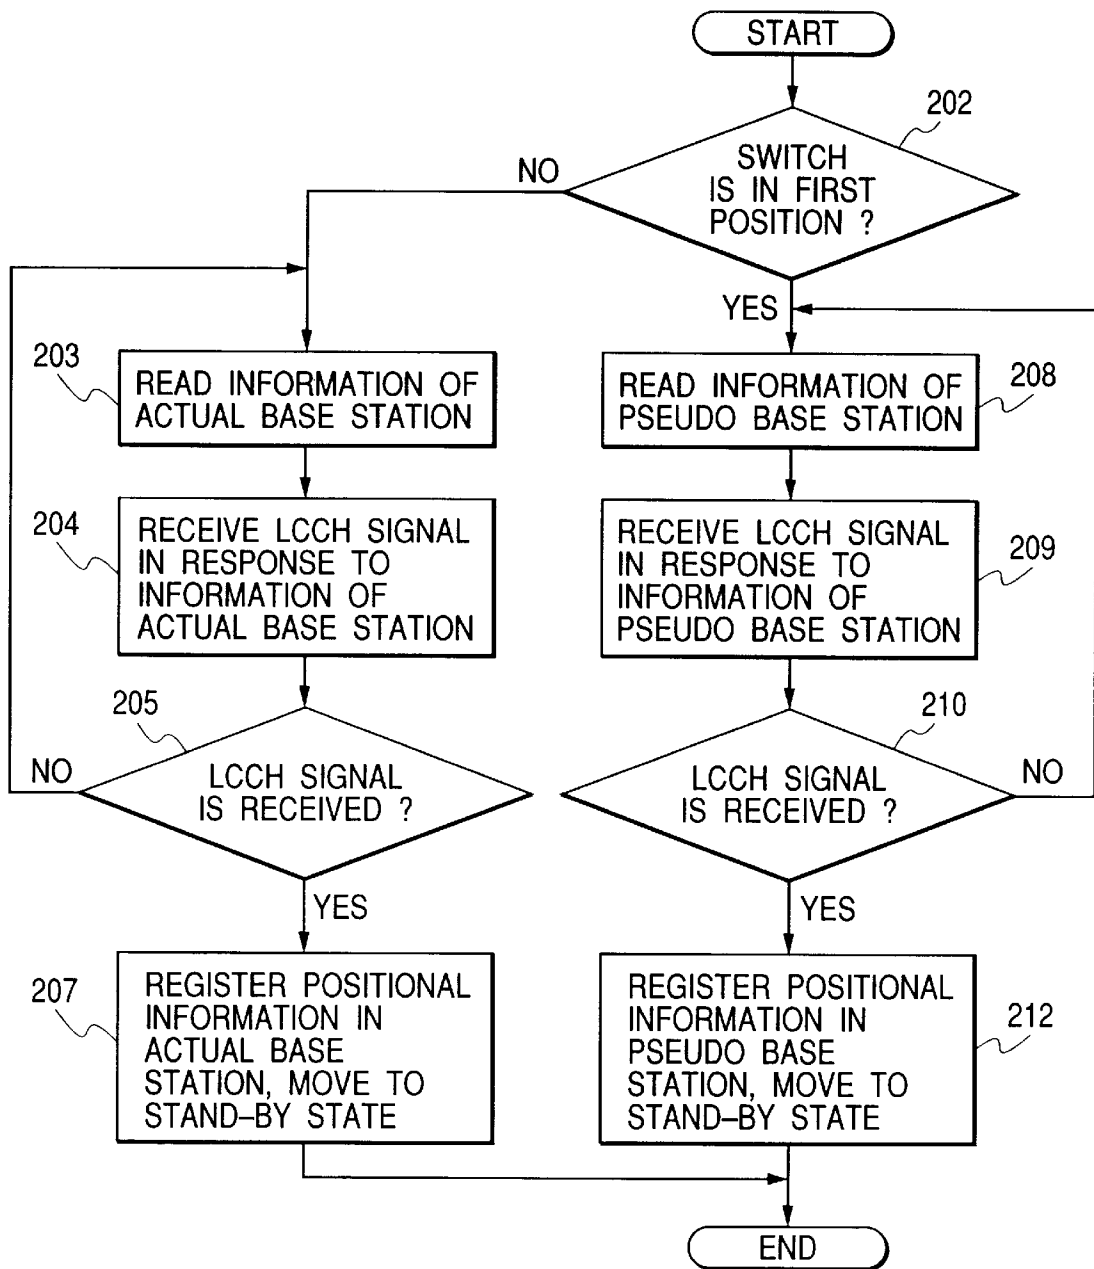 START
202
SWITCH
IS IN FIRST
POSITION ?
NO
YES
203
READ INFORMATION OF
ACTUAL BASE STATION
READ INFORMATION OF
PSEUDO BASE STATION
208
204
RECEIVE LCCH SIGNAL
IN RESPONSE TO
INFORMATION OF
ACTUAL BASE STATION
RECEIVE LCCH SIGNAL
IN RESPONSE TO
INFORMATION OF
PSEUDO BASE STATION
209
205
LCCH SIGNAL
IS RECEIVED ?
NO
YES
210
LCCH SIGNAL
IS RECEIVED ?
NO
YES
207
REGISTER POSITIONAL
INFORMATION IN
ACTUAL BASE
STATION, MOVE TO
STAND–BY STATE
REGISTER POSITIONAL
INFORMATION IN
PSEUDO BASE
STATION, MOVE TO
STAND–BY STATE
212
END